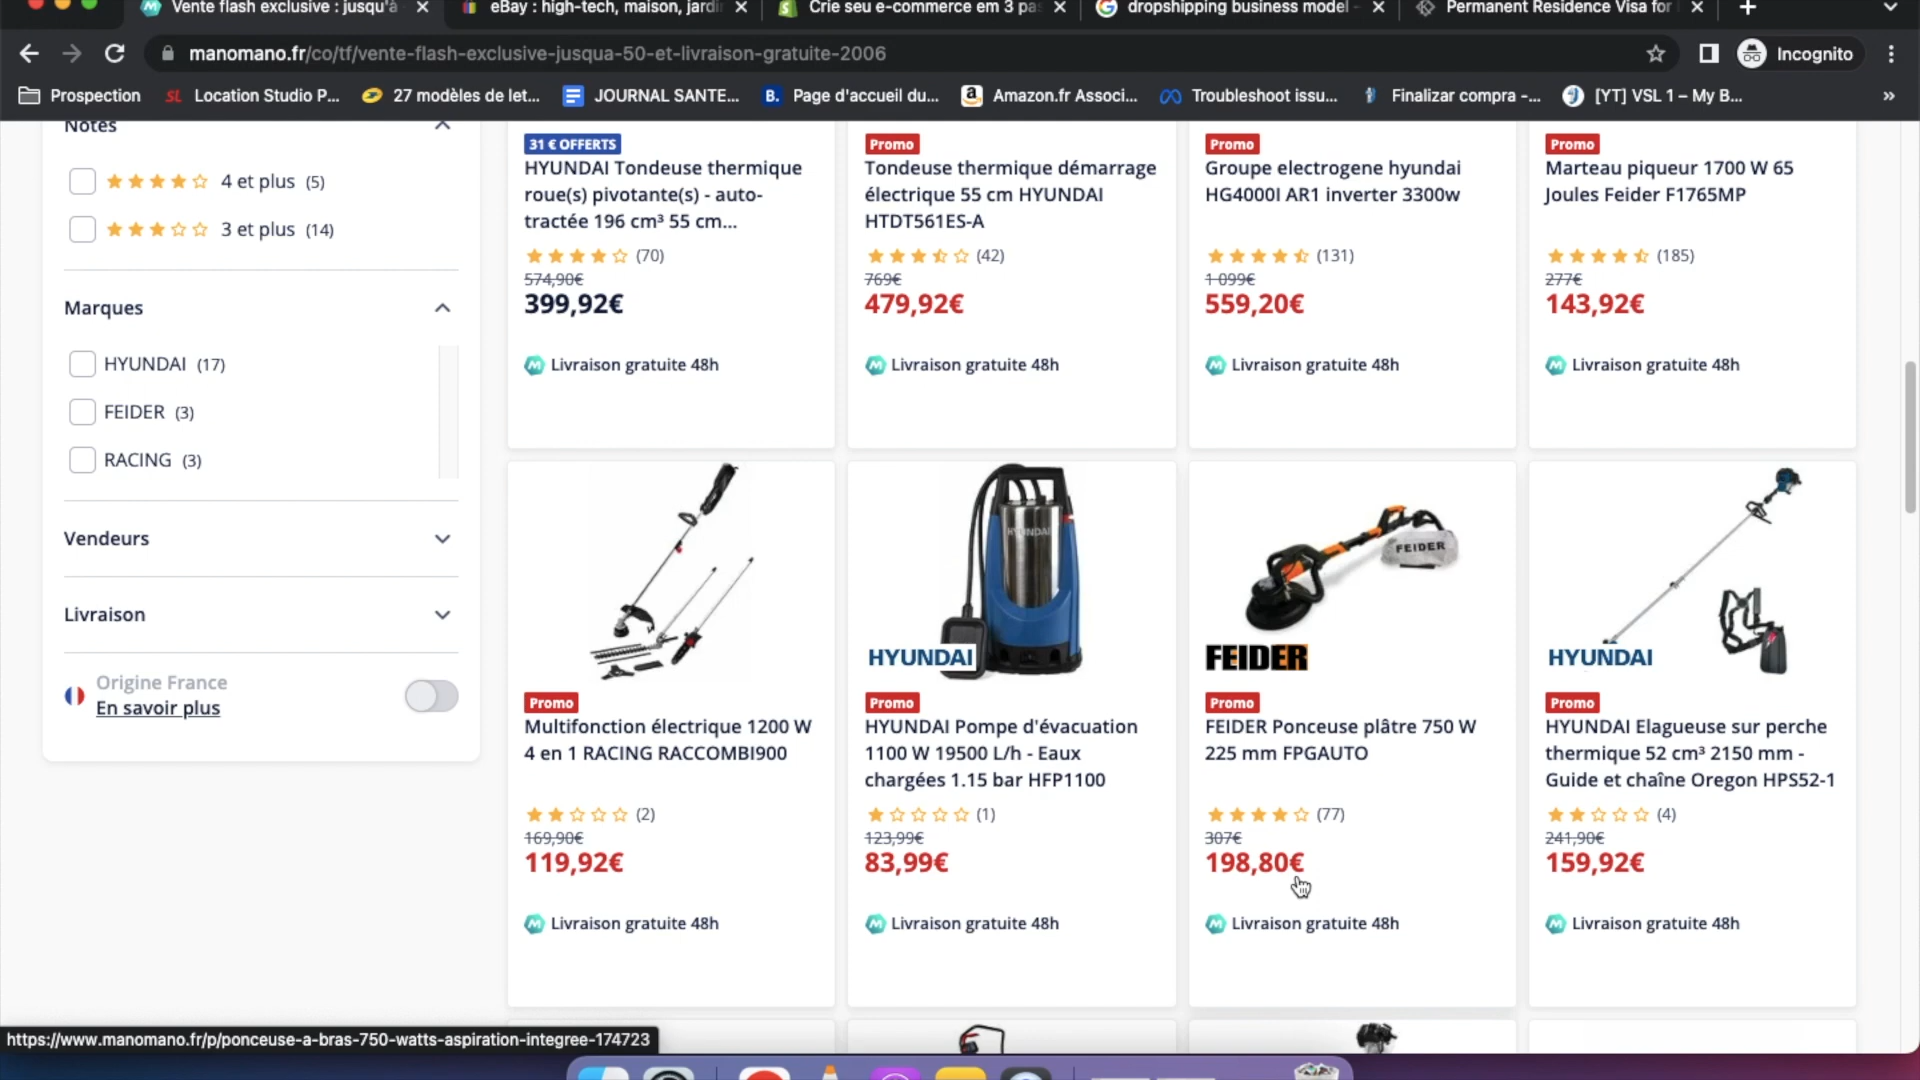 Vente flash exclusive : jusqu'à
eBay : high-tech, maison, jardi
Crie seu e-commerce em 3 pa
dropshipping business model –
Permanent Residence Visa for
manomano.fr/co/tf/vente-flash-exclusive-jusqua-50-et-livraison-gratuite-2006
Incognito
Prospection
Location Studio P...
27 modèles de let...
JOURNAL SANTE...
Page d'accueil du...
Amazon.fr Associ...
Troubleshoot issu...
Finalizar compra -...
[YT] VSL 1 – My B...
Notes
4 et plus (5)
3 et plus (14)
Marques
HYUNDAI (17)
FEIDER (3)
RACING (3)
Vendeurs
Livraison
Origine France
En savoir plus
31 € OFFERTS
HYUNDAI Tondeuse thermique
roue(s) pivotante(s) - auto-
tractée 196 cm³ 55 cm...
(70)
574,90€
399,92€
Livraison gratuite 48h
Promo
Tondeuse thermique démarrage
électrique 55 cm HYUNDAI
HTDT561ES-A
(42)
769€
479,92€
Livraison gratuite 48h
Promo
Groupe electrogene hyundai
HG4000I AR1 inverter 3300w
(131)
1 099€
559,20€
Livraison gratuite 48h
Promo
Marteau piqueur 1700 W 65
Joules Feider F1765MP
(185)
277€
143,92€
Livraison gratuite 48h
Promo
Multifonction électrique 1200 W
4 en 1 RACING RACCOMBI900
(2)
169,90€
119,92€
Livraison gratuite 48h
HYUNDAI
HYUNDAI
Promo
HYUNDAI Pompe d'évacuation
1100 W 19500 L/h - Eaux
chargées 1.15 bar HFP1100
(1)
123,99€
83,99€
Livraison gratuite 48h
FEIDER
FEIDER
Promo
FEIDER Ponceuse plâtre 750 W
225 mm FPGAUTO
(77)
307€
198,80€
Livraison gratuite 48h
HYUNDAI
Promo
HYUNDAI Elagueuse sur perche
thermique 52 cm³ 2150 mm -
Guide et chaîne Oregon HPS52-1
(4)
241,90€
159,92€
Livraison gratuite 48h
https://www.manomano.fr/p/ponceuse-a-bras-750-watts-aspiration-integree-174723